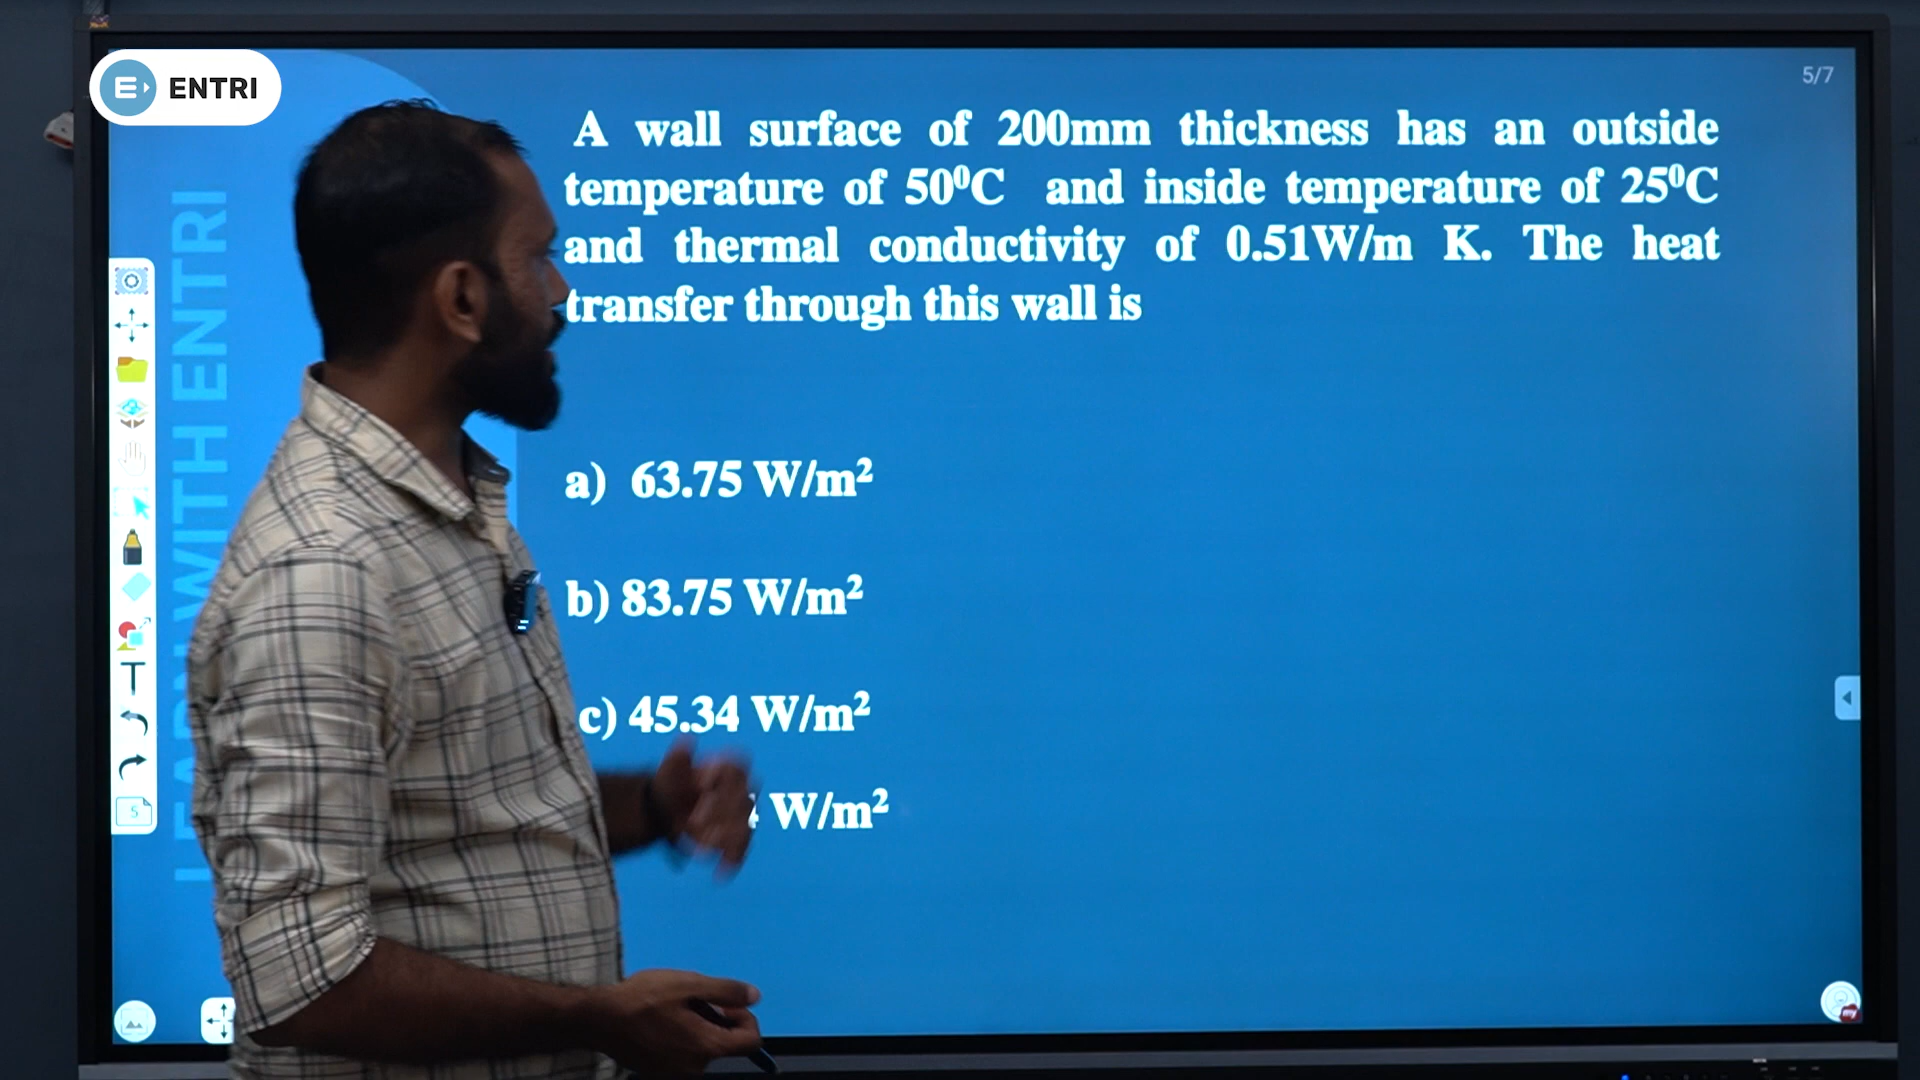 ENTRI
5/7
A wall surface of 200mm thickness has an outside
temperature of 50⁰C and inside temperature of 25⁰C
and thermal conductivity of 0.51W/m K. The heat
transfer through this wall is
a) 63.75 W/m²
b) 83.75 W/m²
c) 45.34 W/m²
W/m²
WITH ENTRI
T
5